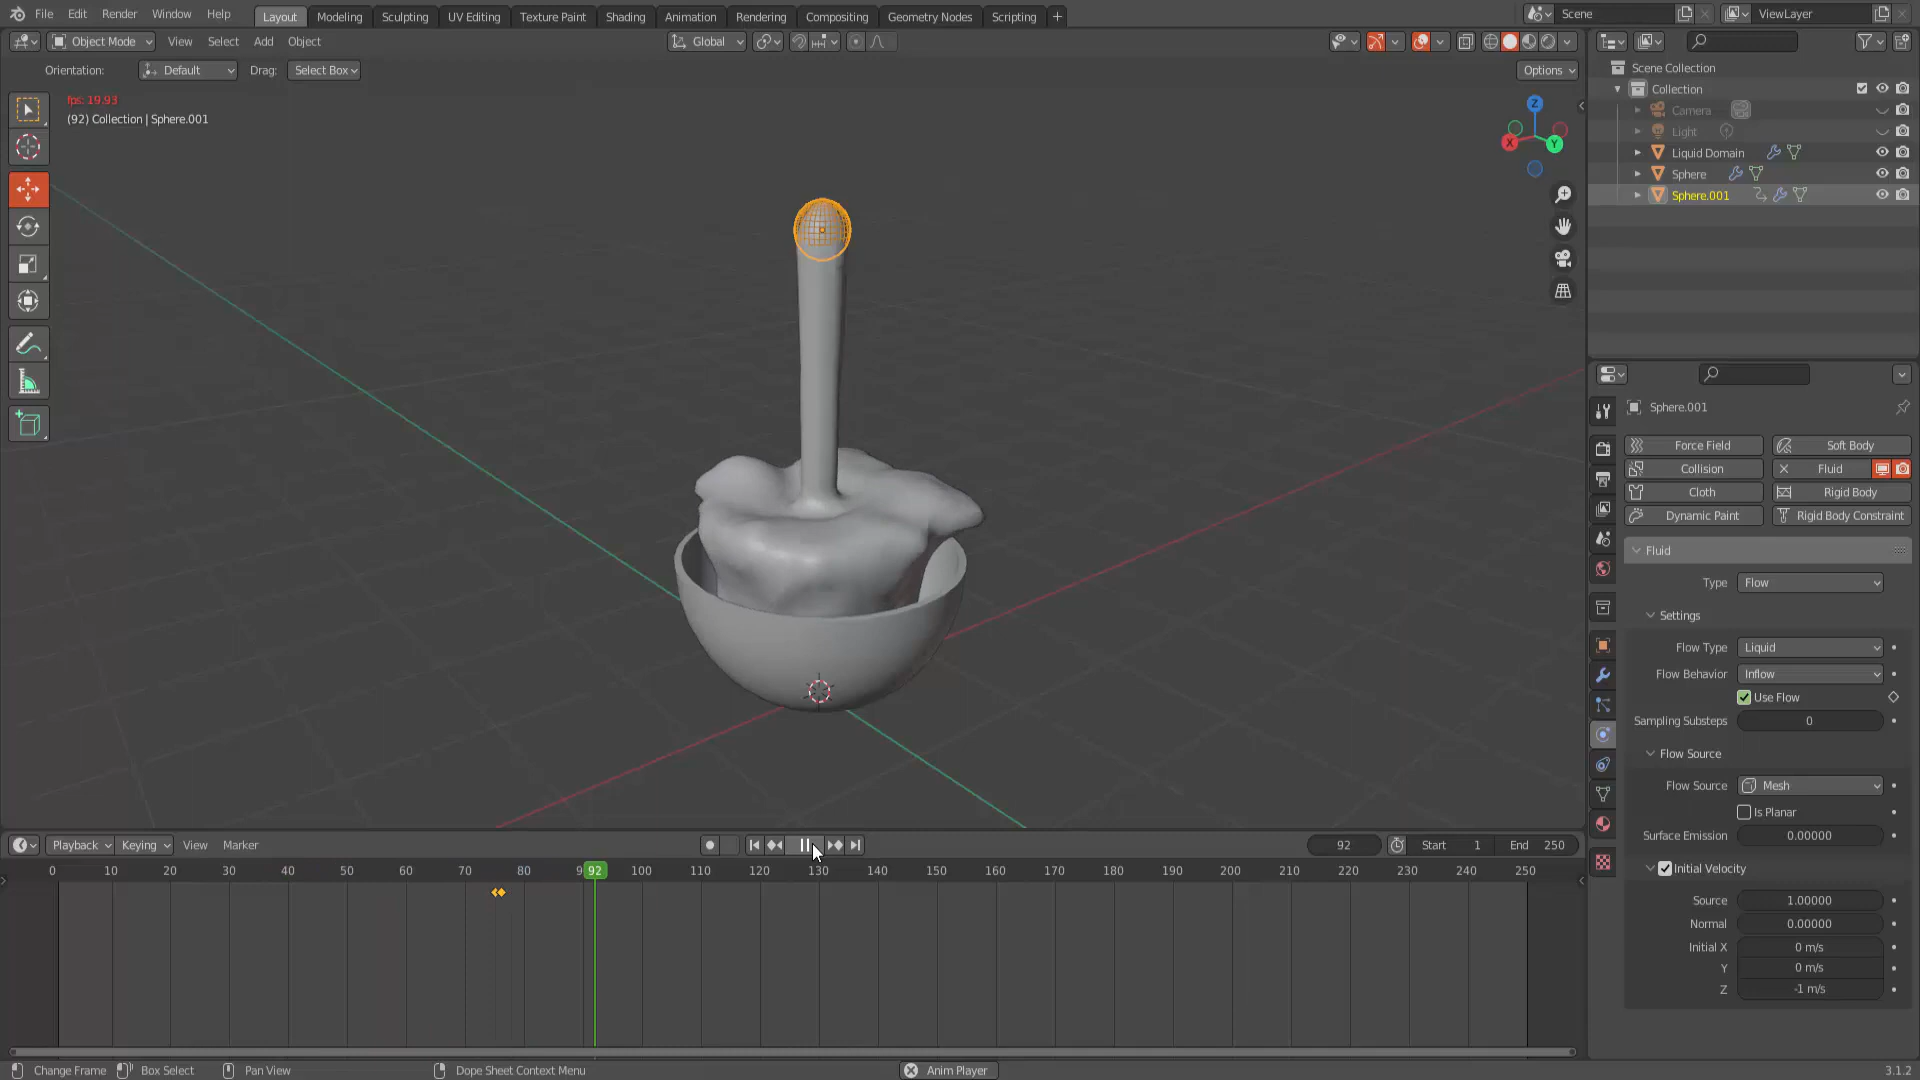 File Edit Render Window Help Layout Modeling Sculpting UV Editing Texture Paint Shading Animation Rendering Compositing Geometry Nodes Scripting + Scene ViewLayer
Object Mode View Select Add Object Global
Orientation: Default Drag: Select Box Options
fps: 19.93
(92) Collection | Sphere.001
Z
X
Y
Scene Collection
Collection
Camera
Light
Liquid Domain
Sphere
Sphere.001
Sphere.001
Force Field Soft Body
Collision Fluid
Cloth Rigid Body
Dynamic Paint Rigid Body Constraint
Fluid
Type Flow
Settings
Flow Type Liquid
Flow Behavior Inflow
Use Flow
Sampling Substeps 0
Flow Source
Flow Source Mesh
Is Planar
Surface Emission 0.00000
Initial Velocity
Source 1.00000
Normal 0.00000
Initial X 0 m/s
Y 0 m/s
Z -1 m/s
Playback Keying View Marker 92 Start 1 End 250
0 10 20 30 40 50 60 70 80 92 100 110 120 130 140 150 160 170 180 190 200 210 220 230 240 250
Change Frame Box Select Pan View Dope Sheet Context Menu Anim Player 3.1.2